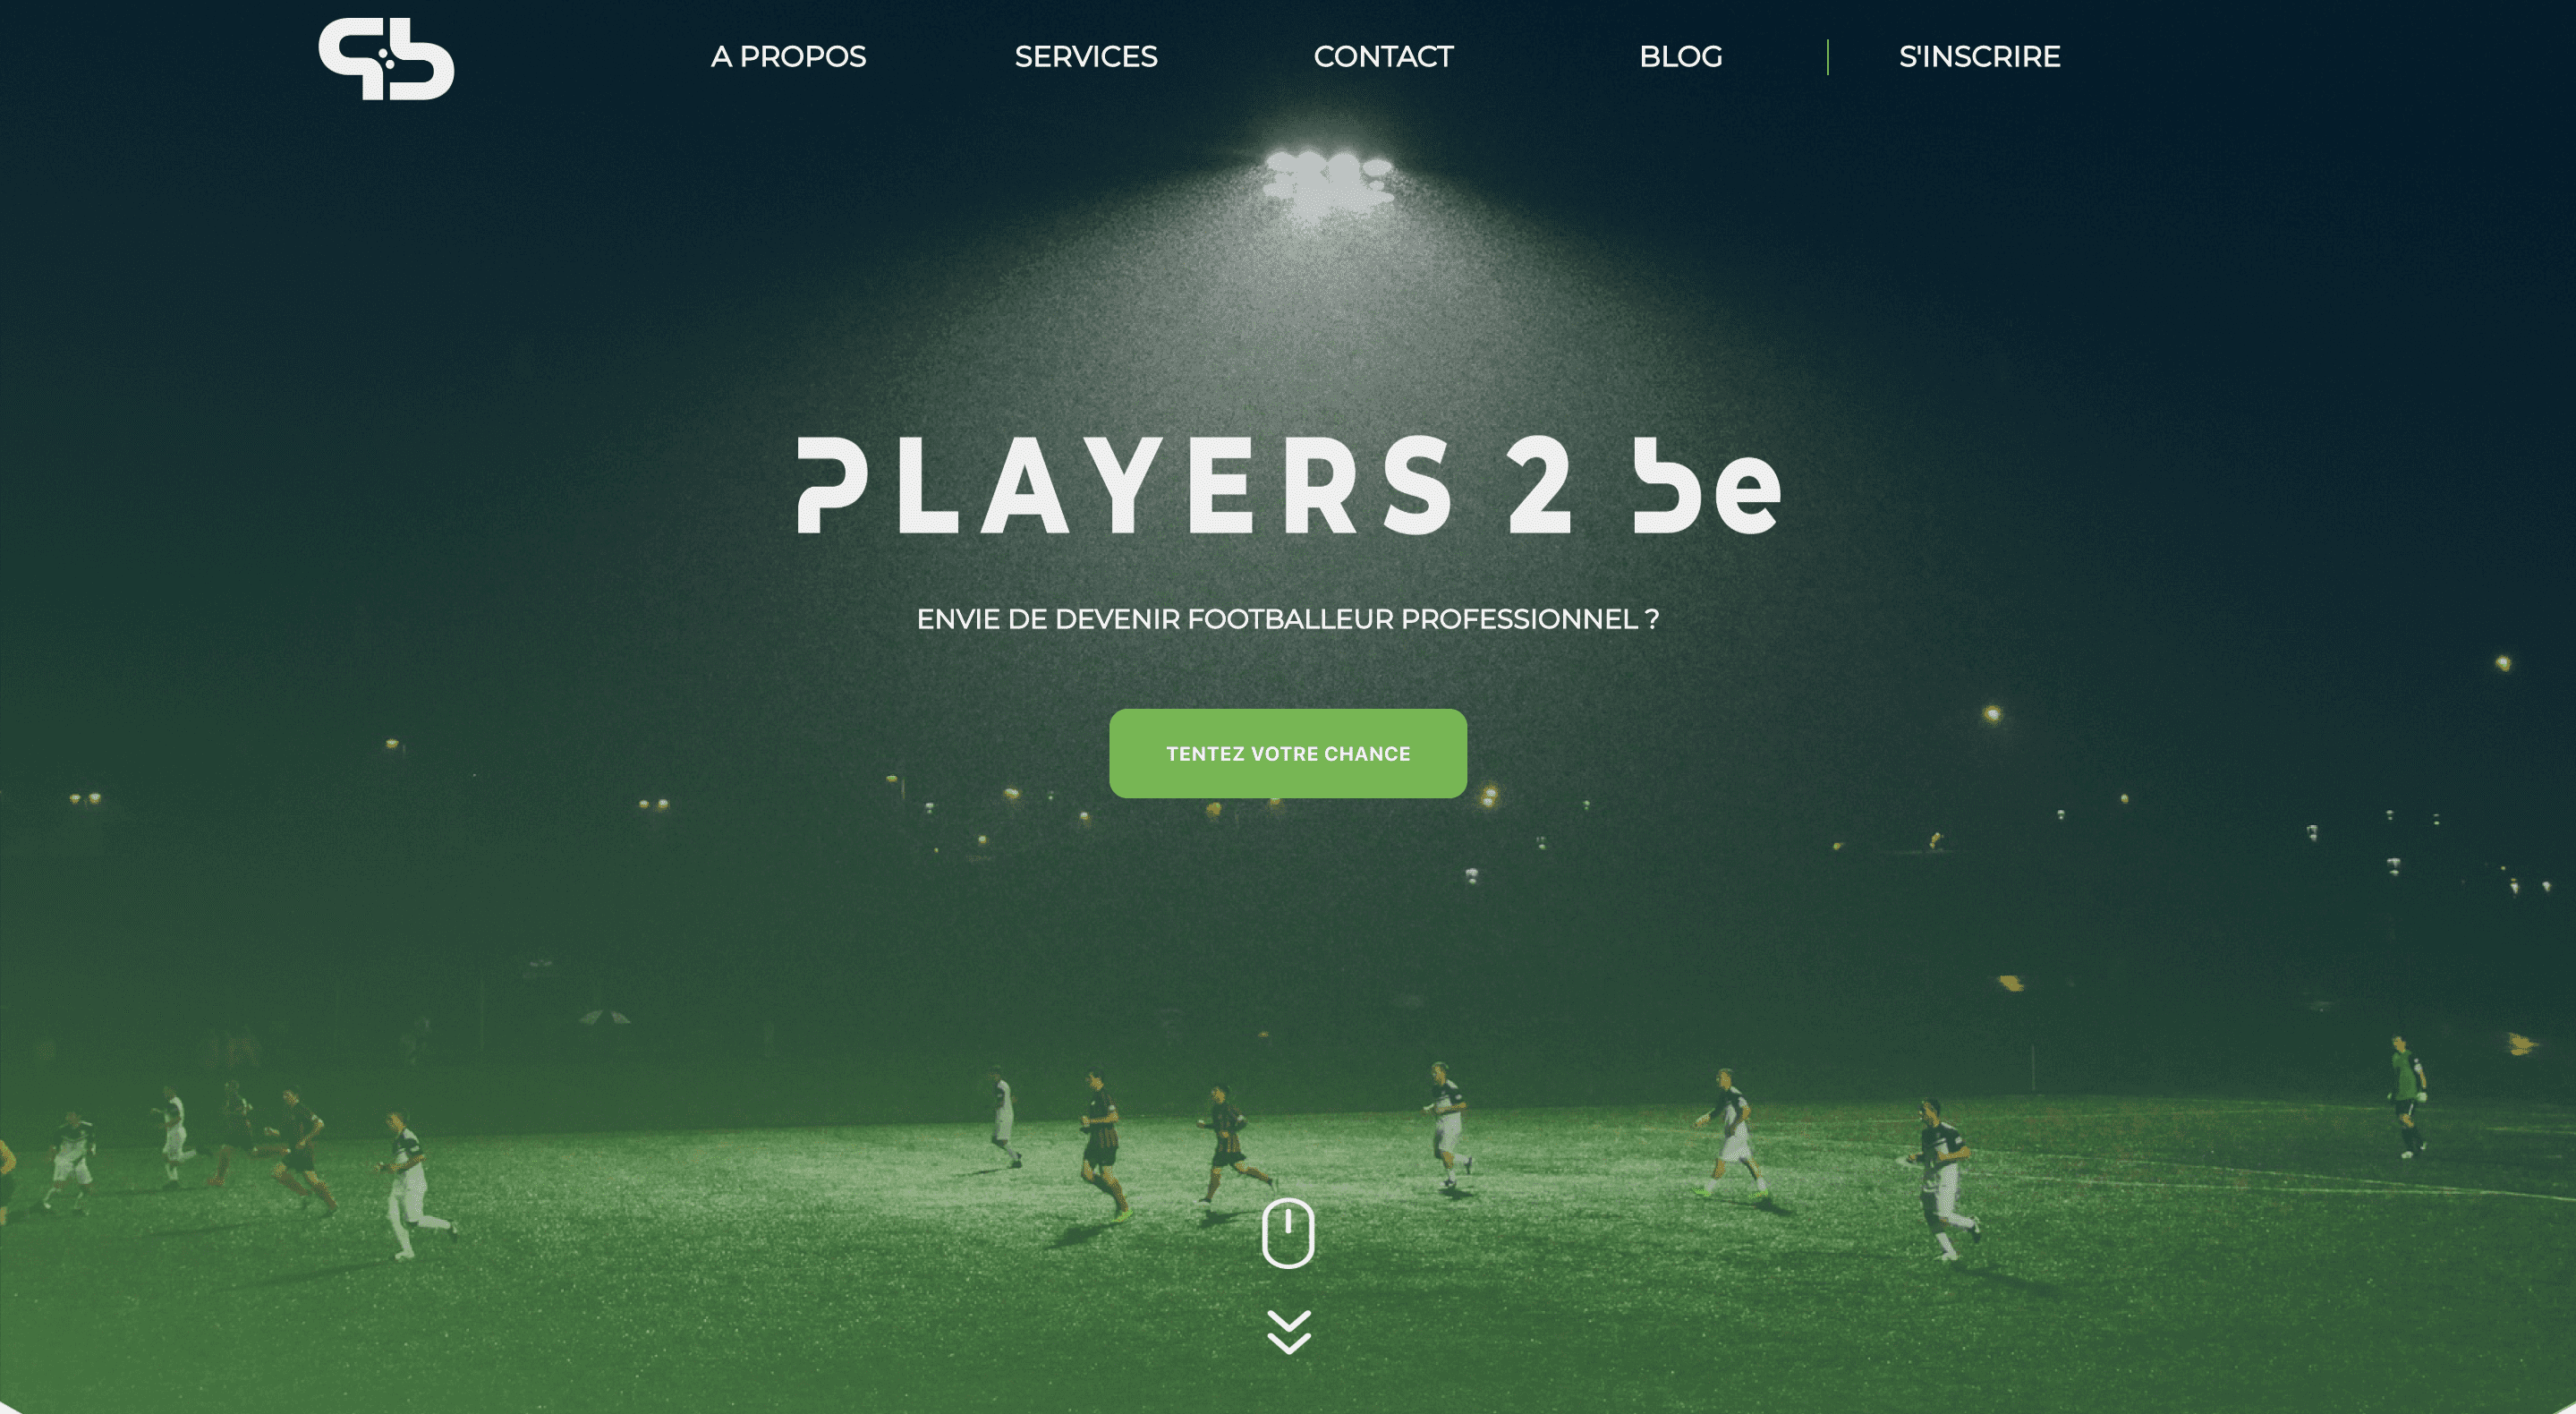 A PROPOS
SERVICES
CONTACT
BLOG
S'INSCRIRE
PLAYERS 2 be
ENVIE DE DEVENIR FOOTBALLEUR PROFESSIONNEL ?
TENTEZ VOTRE CHANCE